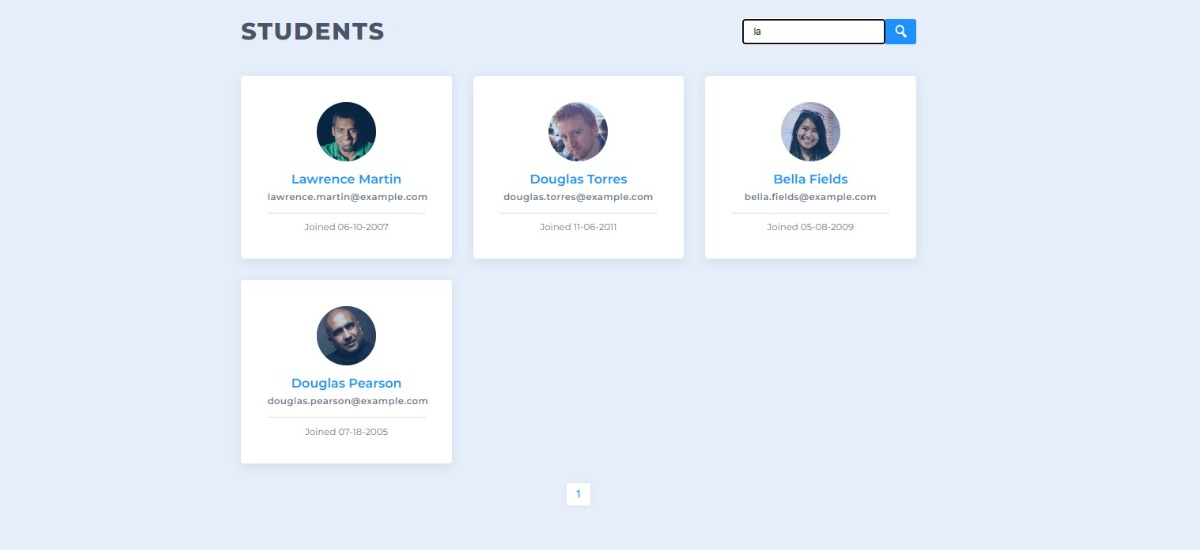 STUDENTS
la
Lawrence Martin
lawrence.martin@example.com
Joined 06-10-2007
Douglas Torres
douglas.torres@example.com
Joined 11-06-2011
Bella Fields
bella.fields@example.com
Joined 05-08-2009
Douglas Pearson
douglas.pearson@example.com
Joined 07-18-2005
1